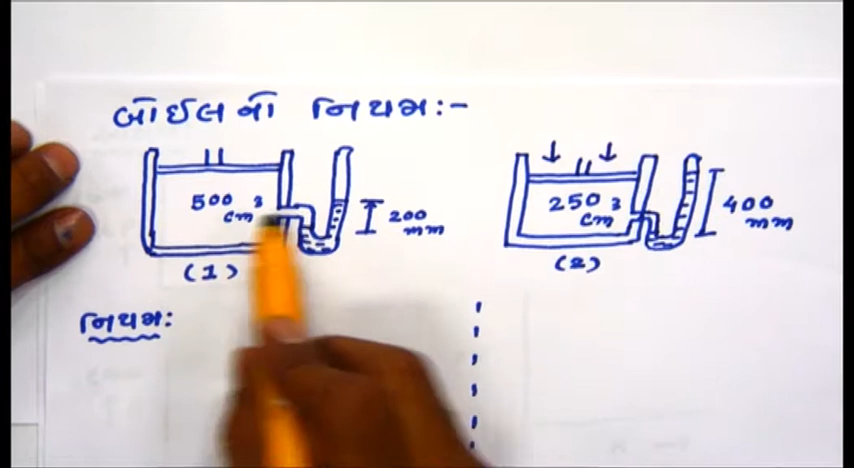 બોઈલનો નિયમ:-
500 cm³
200 mm
(1)
250 cm³
400 mm
(2)
નિયમ: